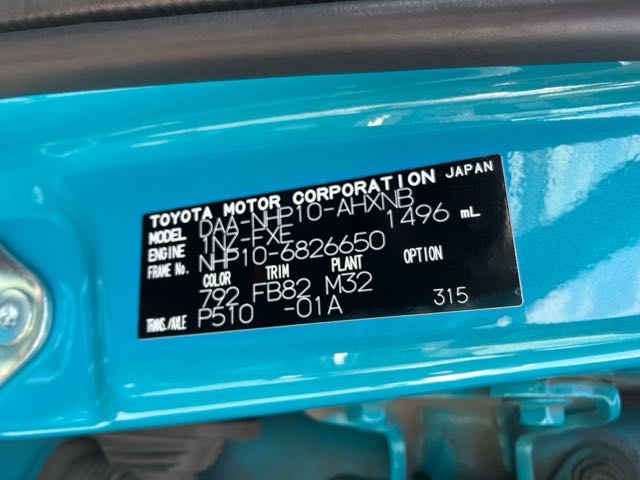 TOYOTA MOTOR CORPORATION JAPAN
MODEL DAA-NHP10-AHXNB
ENGINE 1NZ-FXE 1496 mL
FRAME No. NHP10-6826650
COLOR TRIM PLANT OPTION
792 FB82 M32
TRANS./AXLE P510 -01A 315